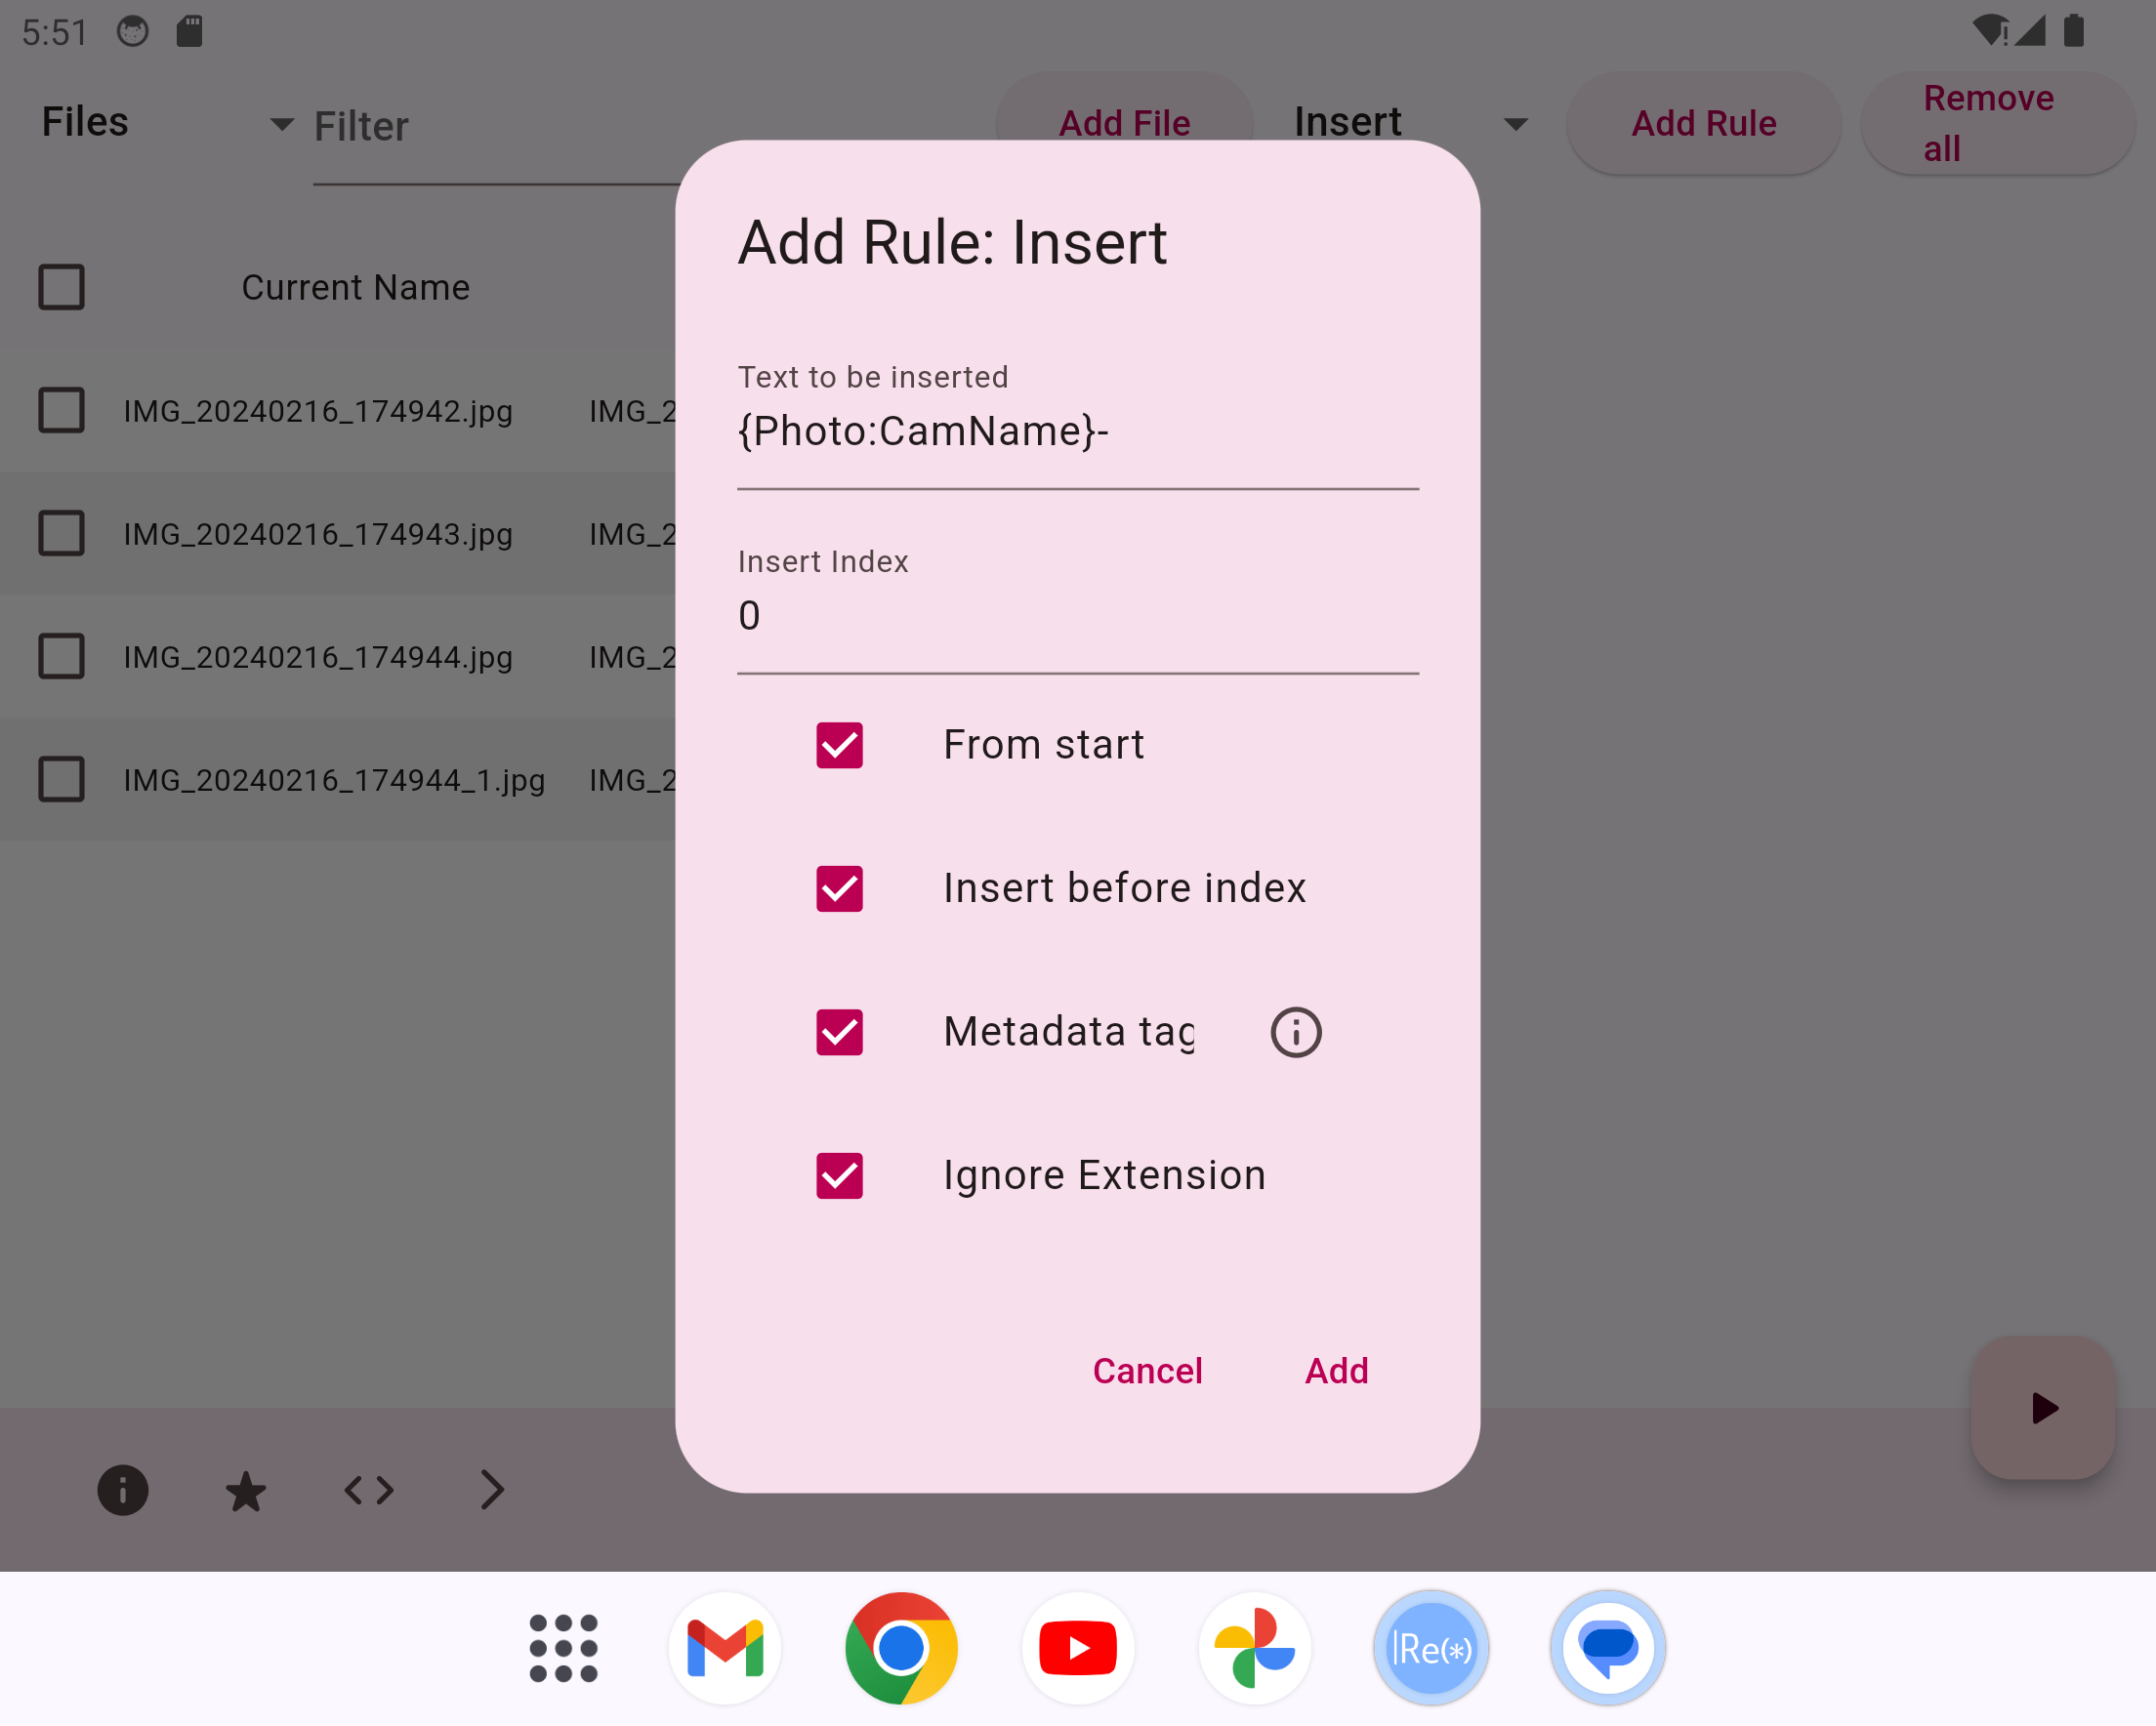 5:51
Files
Filter
Add File
Insert
Add Rule
Remove
all
Current Name
IMG_20240216_174942.jpg IMG_2
IMG_20240216_174943.jpg IMG_2
IMG_20240216_174944.jpg IMG_2
IMG_20240216_174944_1.jpg IMG_2
Add Rule: Insert
Text to be inserted
{Photo:CamName}-
Insert Index
0
From start
Insert before index
Metadata tag
Ignore Extension
Cancel
Add
|Re(*)